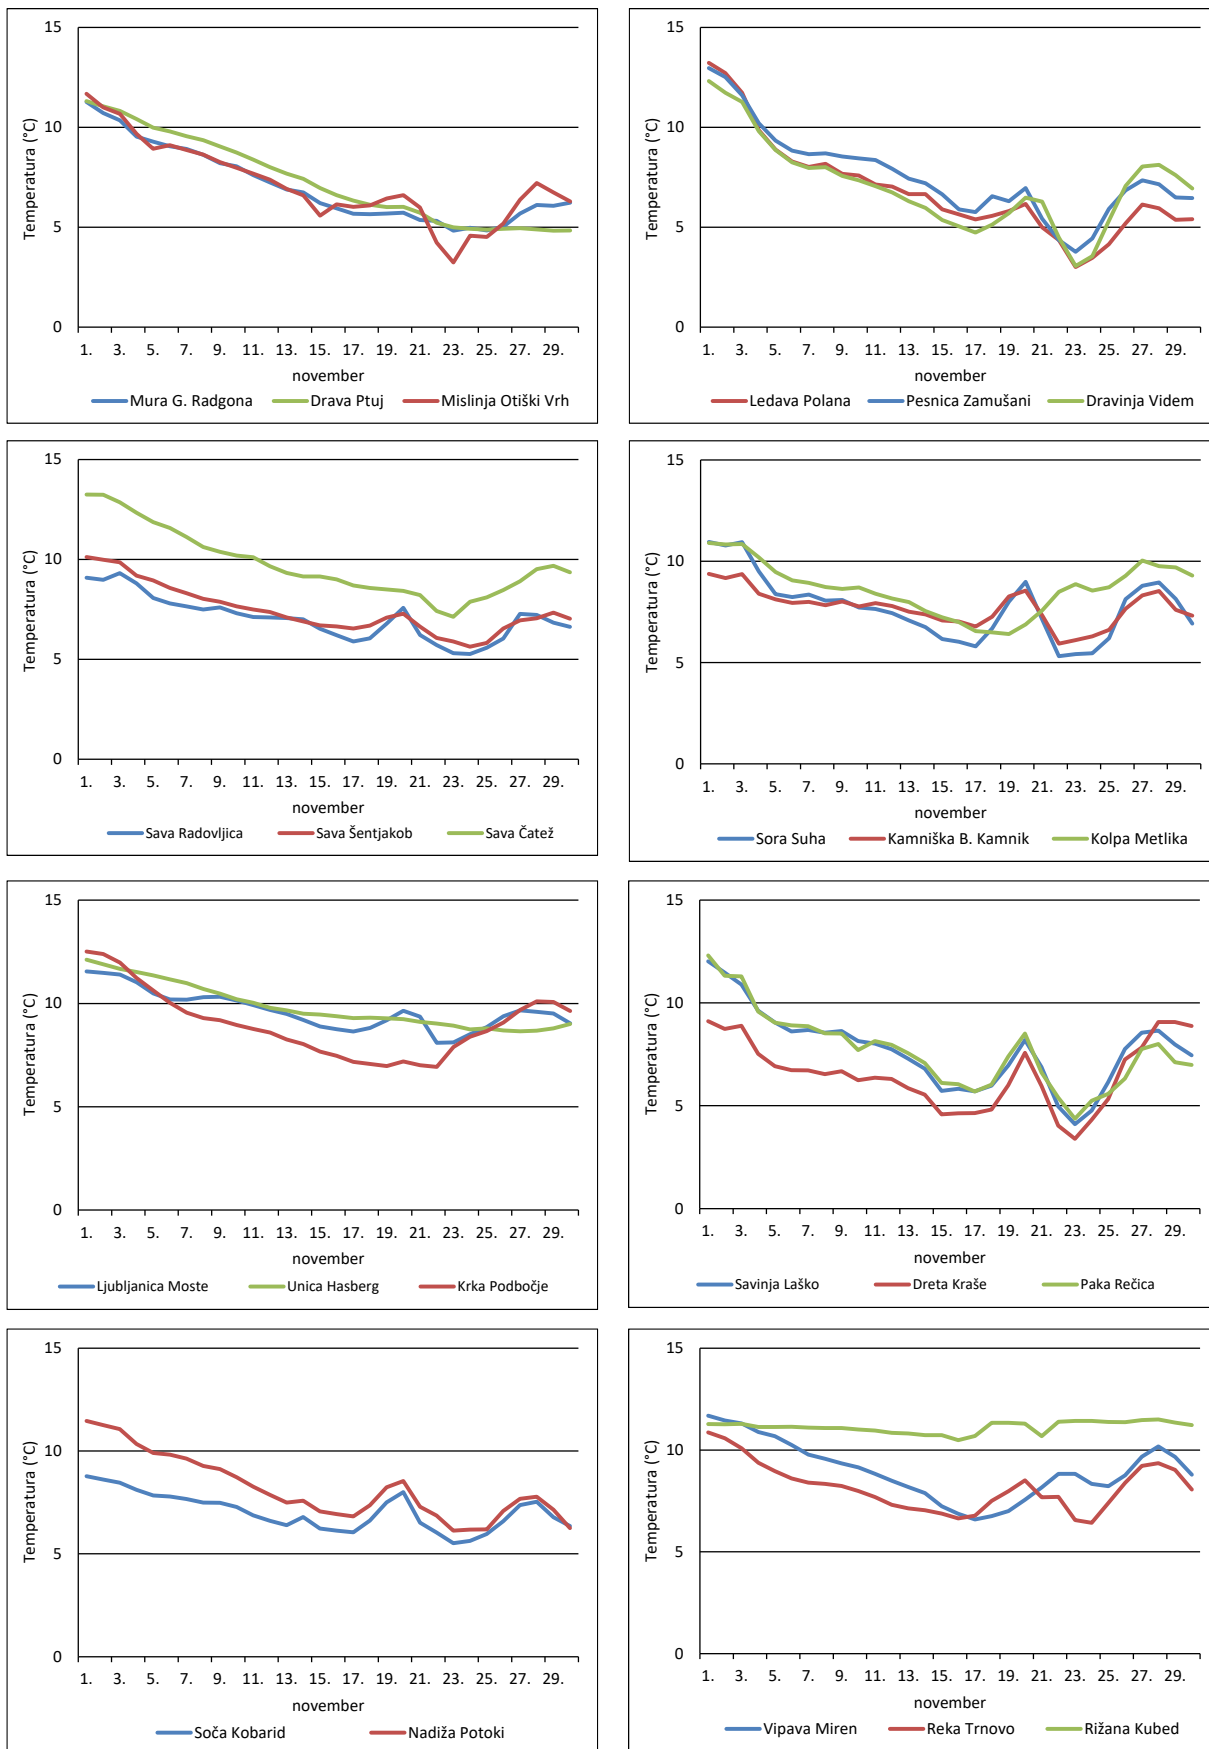 15
10
5
0
Temperatura (°C)
1. 3. 5. 7. 9. 11. 13. 15. 17. 19. 21. 23. 25. 27. 29.
november
Mura G. Radgona Drava Ptuj Mislinja Otiški Vrh
15
10
5
0
Temperatura (°C)
1. 3. 5. 7. 9. 11. 13. 15. 17. 19. 21. 23. 25. 27. 29.
november
Ledava Polana Pesnica Zamušani Dravinja Videm
15
10
5
0
Temperatura (°C)
1. 3. 5. 7. 9. 11. 13. 15. 17. 19. 21. 23. 25. 27. 29.
november
Sava Radovljica Sava Šentjakob Sava Čatež
15
10
5
0
Temperatura (°C)
1. 3. 5. 7. 9. 11. 13. 15. 17. 19. 21. 23. 25. 27. 29.
november
Sora Suha Kamniška B. Kamnik Kolpa Metlika
15
10
5
0
Temperatura (°C)
1. 3. 5. 7. 9. 11. 13. 15. 17. 19. 21. 23. 25. 27. 29.
november
Ljubljanica Moste Unica Hasberg Krka Podbočje
15
10
5
0
Temperatura (°C)
1. 3. 5. 7. 9. 11. 13. 15. 17. 19. 21. 23. 25. 27. 29.
november
Savinja Laško Dreta Kraše Paka Rečica
15
10
5
0
Temperatura (°C)
1. 3. 5. 7. 9. 11. 13. 15. 17. 19. 21. 23. 25. 27. 29.
november
Soča Kobarid Nadiža Potoki
15
10
5
0
Temperatura (°C)
1. 3. 5. 7. 9. 11. 13. 15. 17. 19. 21. 23. 25. 27. 29.
november
Vipava Miren Reka Trnovo Rižana Kubed